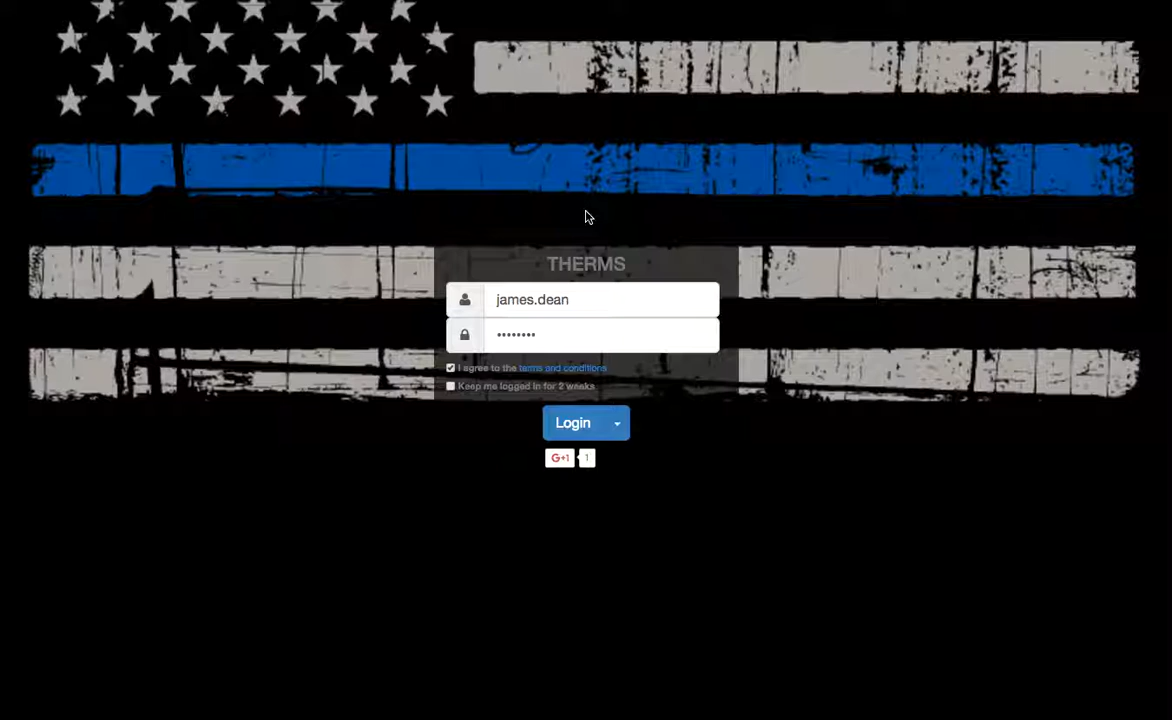 THERMS
james.dean
••••••••
I agree to the terms and conditions
Keep me logged in for 2 weeks
Login
G+1 1